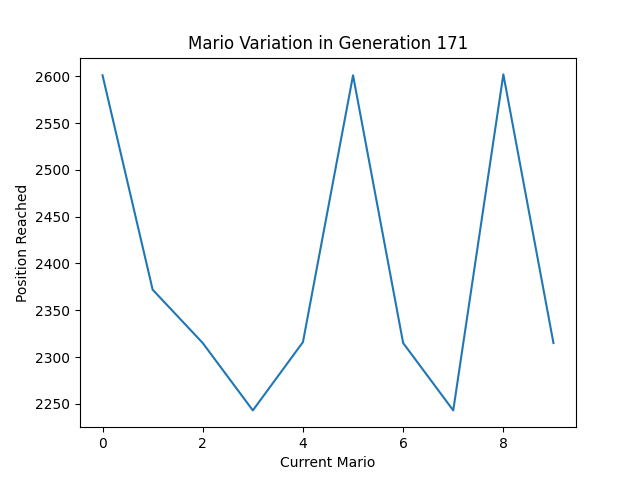 Mario Variation in Generation 171
2600
2550
2500
2450
2400
2350
2300
2250
Position Reached
0 2 4 6 8
Current Mario